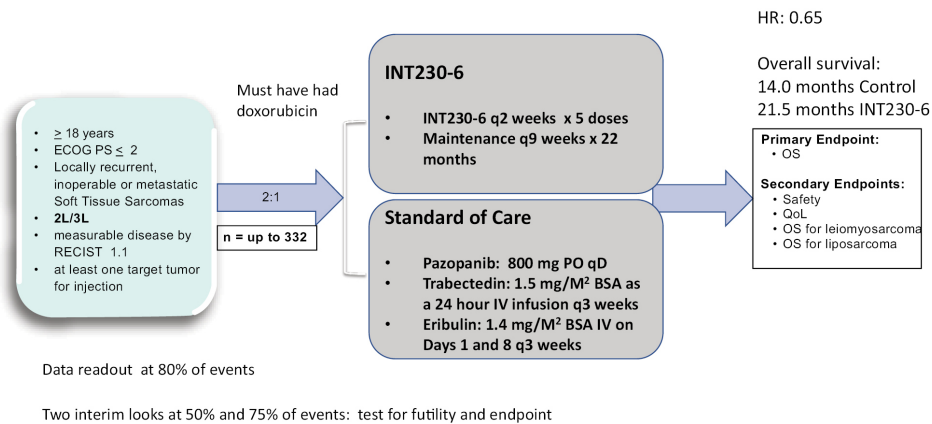 HR: 0.65
Overall survival:
14.0 months Control
21.5 months INT230-6
Must have had
doxorubicin
• ≥ 18 years
• ECOG PS ≤ 2
• Locally recurrent,
inoperable or metastatic
Soft Tissue Sarcomas
• 2L/3L
• measurable disease by
RECIST 1.1
• at least one target tumor
for injection
2:1
n = up to 332
INT230-6
• INT230-6 q2 weeks x 5 doses
• Maintenance q9 weeks x 22
months
Standard of Care
• Pazopanib: 800 mg PO qD
• Trabectedin: 1.5 mg/M² BSA as
a 24 hour IV infusion q3 weeks
• Eribulin: 1.4 mg/M² BSA IV on
Days 1 and 8 q3 weeks
Primary Endpoint:
• OS
Secondary Endpoints:
• Safety
• QoL
• OS for leiomyosarcoma
• OS for liposarcoma
Data readout at 80% of events
Two interim looks at 50% and 75% of events: test for futility and endpoint